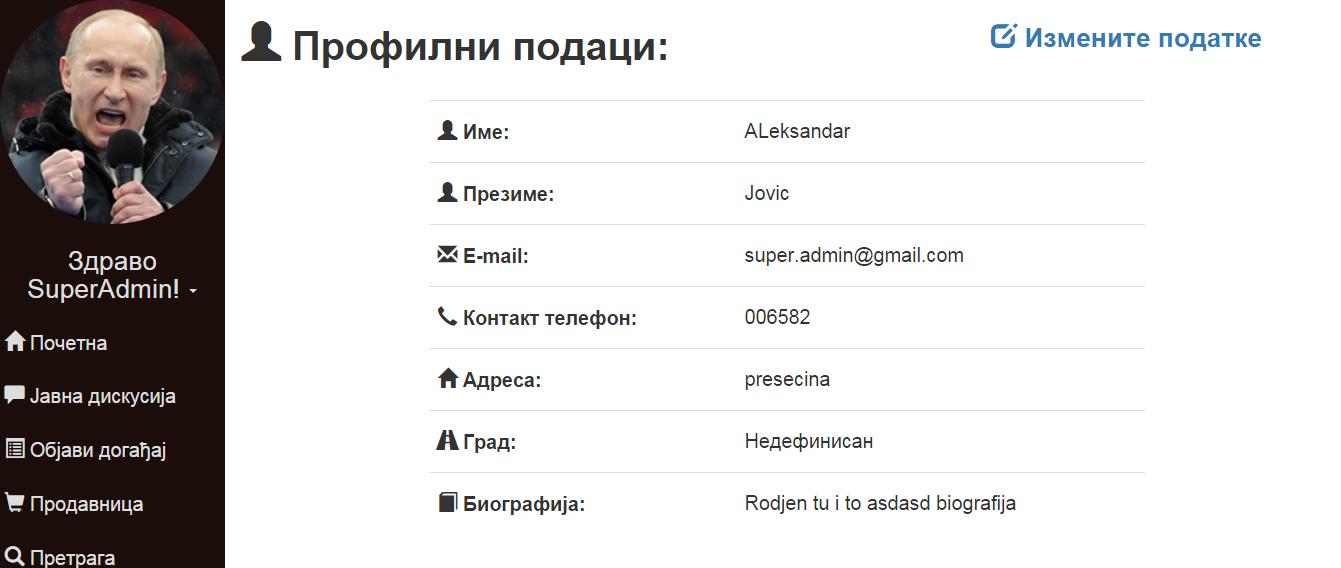 Профилни подаци:
Измените податке
Име: ALeksandar
Презиме: Jovic
E-mail: super.admin@gmail.com
Контакт телефон: 006582
Адреса: presecina
Град: Недефинисан
Биографија: Rodjen tu i to asdasd biografija
Здраво
SuperAdmin!
Почетна
Јавна дискусија
Објави догађај
Продавница
Претрага